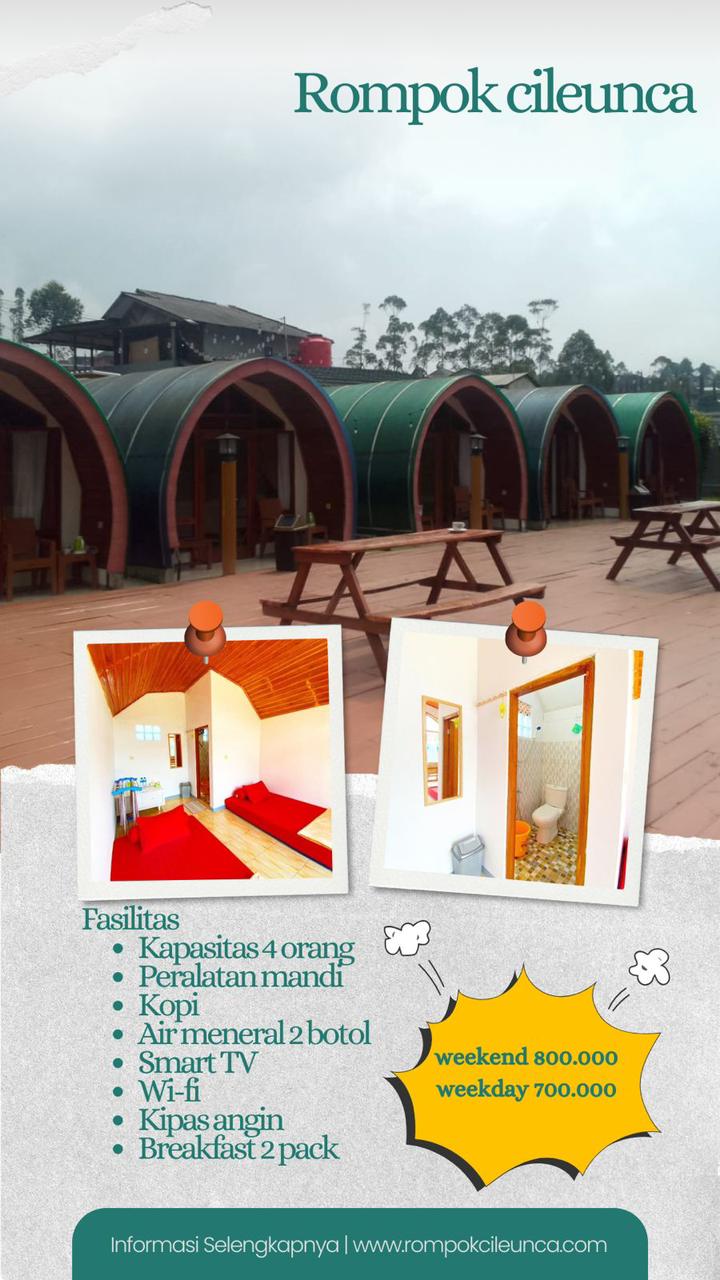 Rompok cileunca
Fasilitas
• Kapasitas 4 orang
• Peralatan mandi
• Kopi
• Air meneral 2 botol
• Smart TV
• Wi-fi
• Kipas angin
• Breakfast 2 pack
weekend 800.000
weekday 700.000
Informasi Selengkapnya | www.rompokcileunca.com